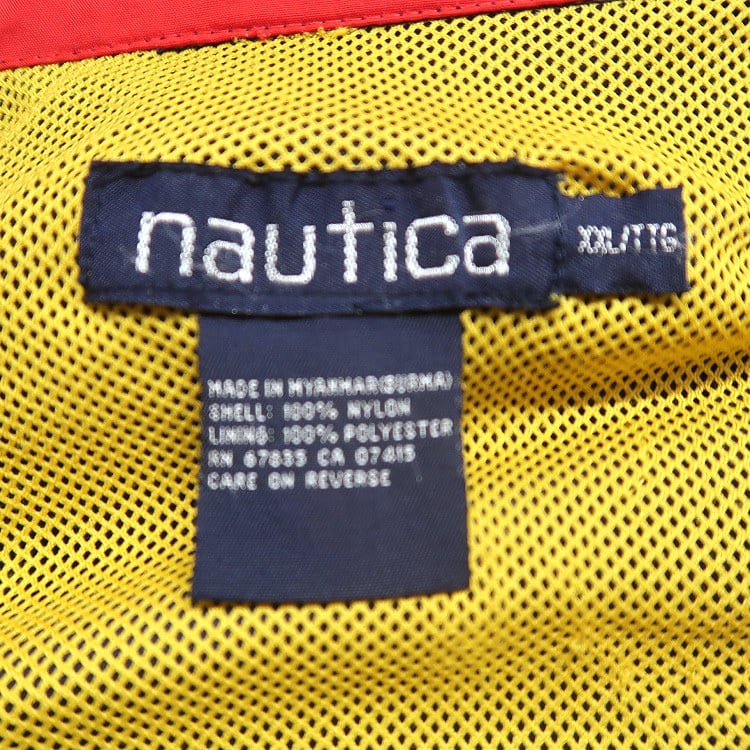 nautica
XXL/TTG
MADE IN MYANMAR(BURMA)
SHELL: 100% NYLON
LINING: 100% POLYESTER
RN 67835 CA 07415
CARE ON REVERSE